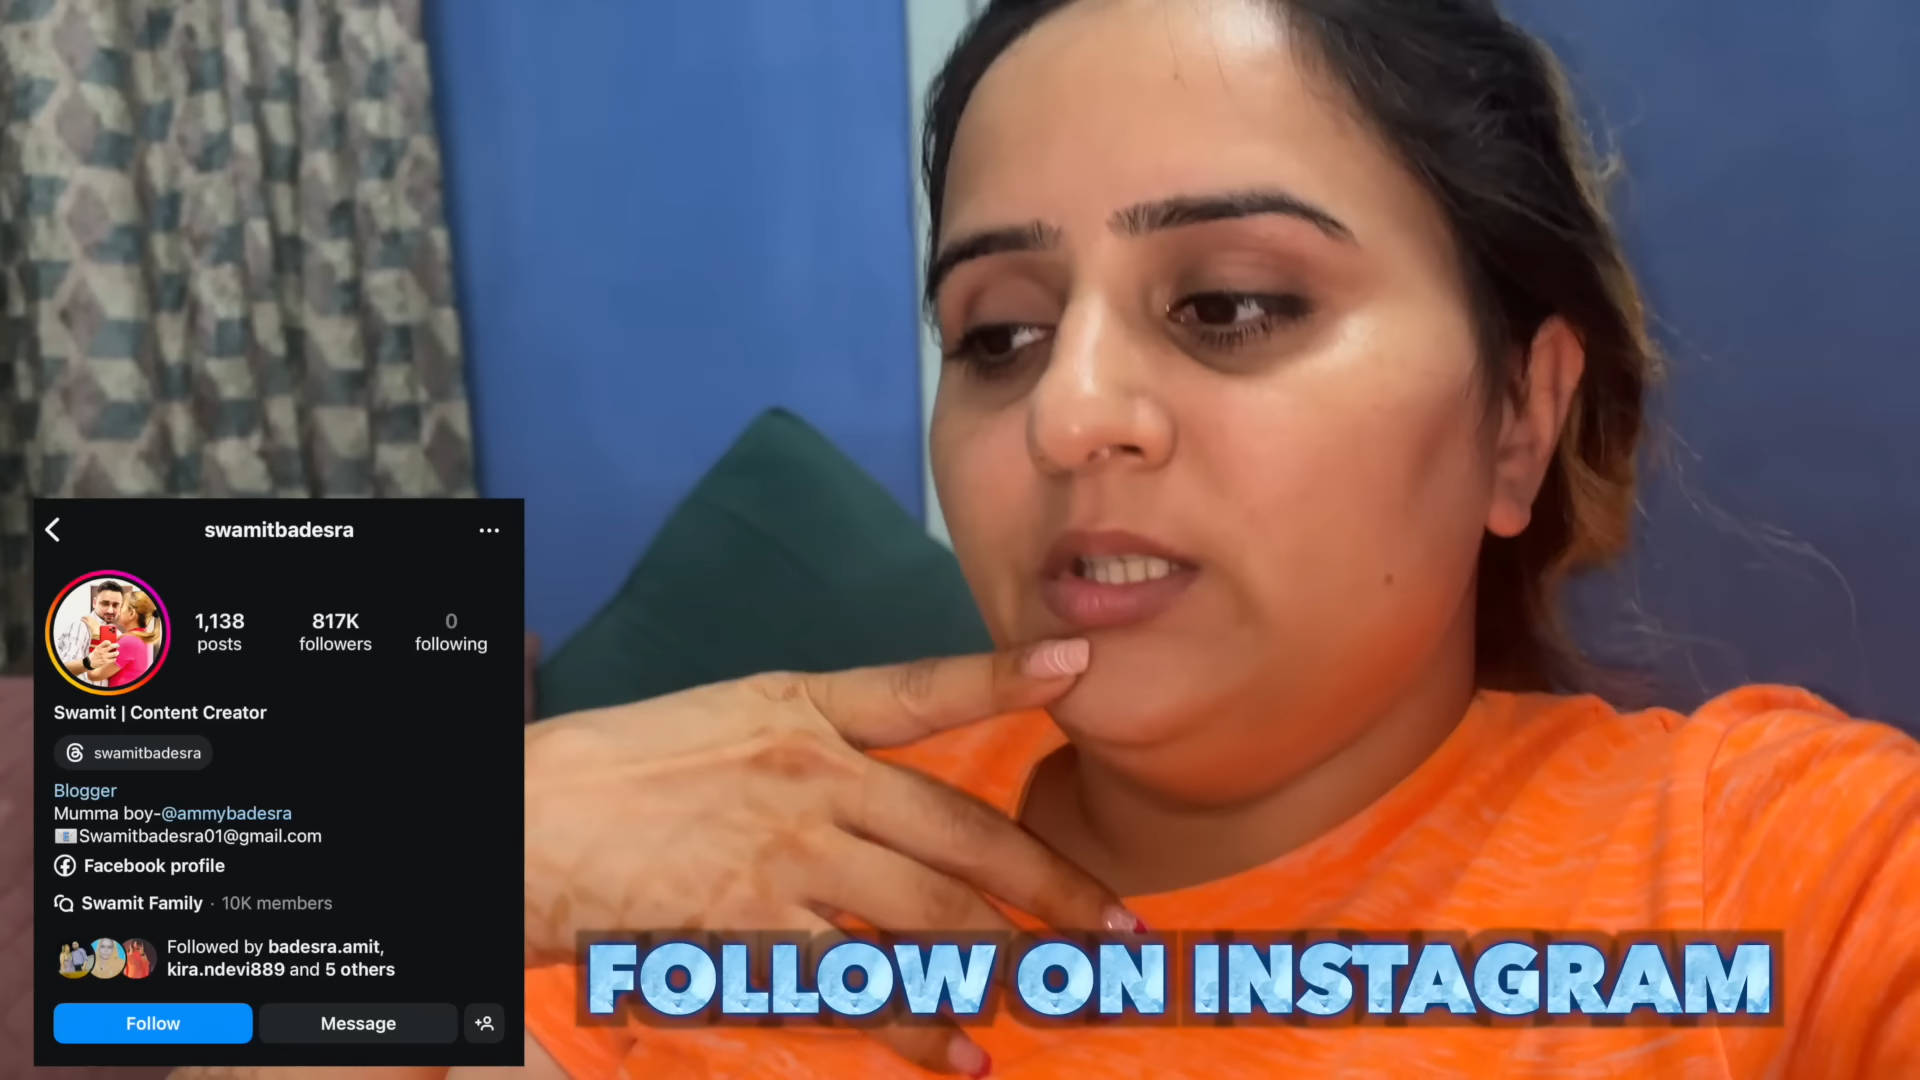 swamitbadesra
1,138
posts
817K
followers
0
following
Swamit | Content Creator
swamitbadesra
Blogger
Mumma boy-@ammybadesra
📧Swamitbadesra01@gmail.com
Facebook profile
Swamit Family · 10K members
Followed by badesra.amit,
kira.ndevi889 and 5 others
Follow
Message
FOLLOW ON INSTAGRAM